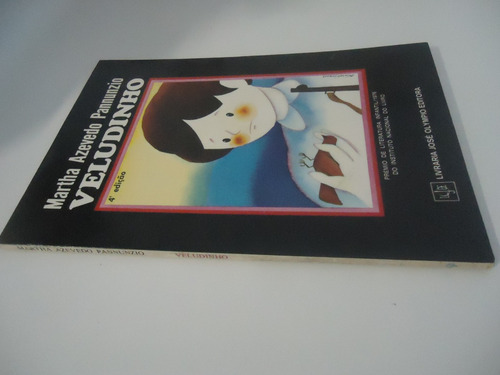 Martha Azevedo Pannunzio
VELUDINHO
4ª edição
PRÊMIO DE LITERATURA INFANTIL/1976
DO INSTITUTO NACIONAL DO LIVRO
LIVRARIA JOSÉ OLYMPIO EDITORA
MARTHA AZEVEDO PANNUNZIO VELUDINHO